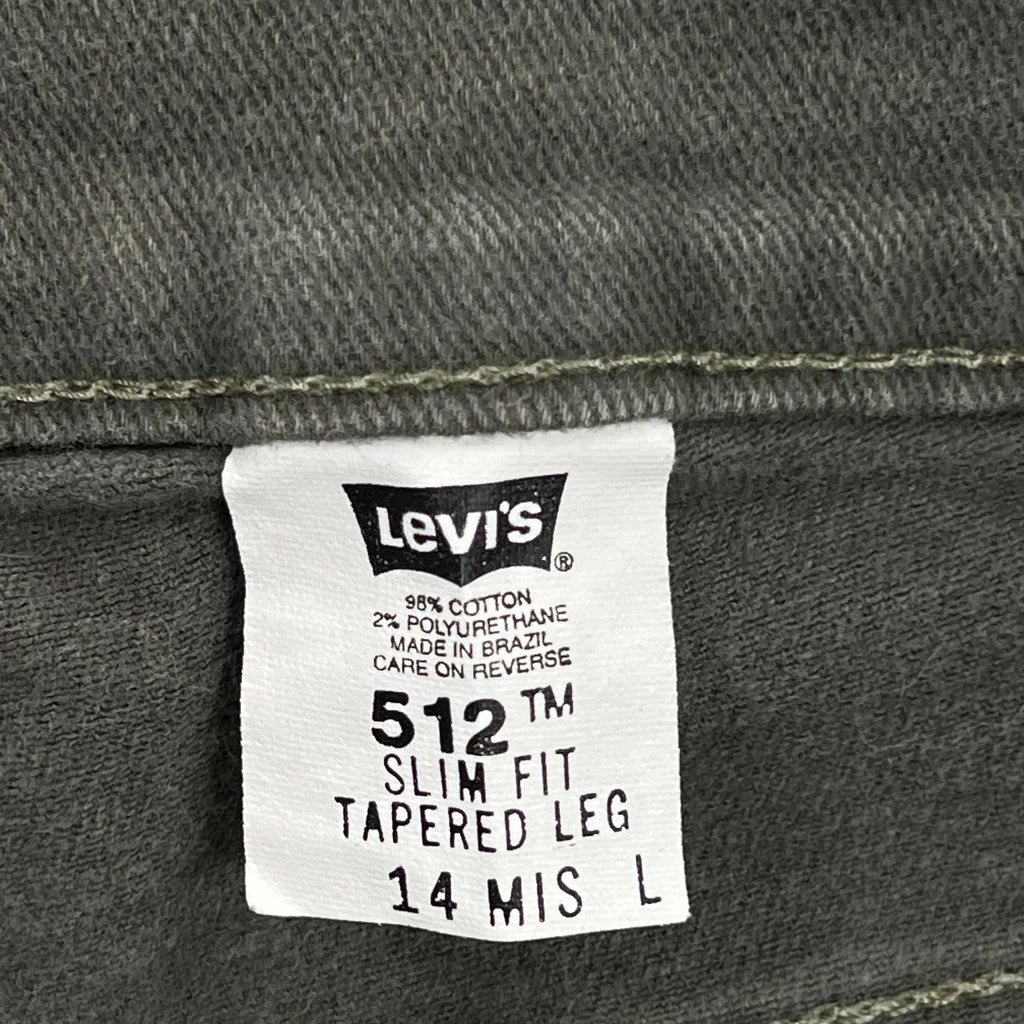 LEVI'S ®
98% COTTON
2% POLYURETHANE
MADE IN BRAZIL
CARE ON REVERSE
512™
SLIM FIT
TAPERED LEG
14 MIS L